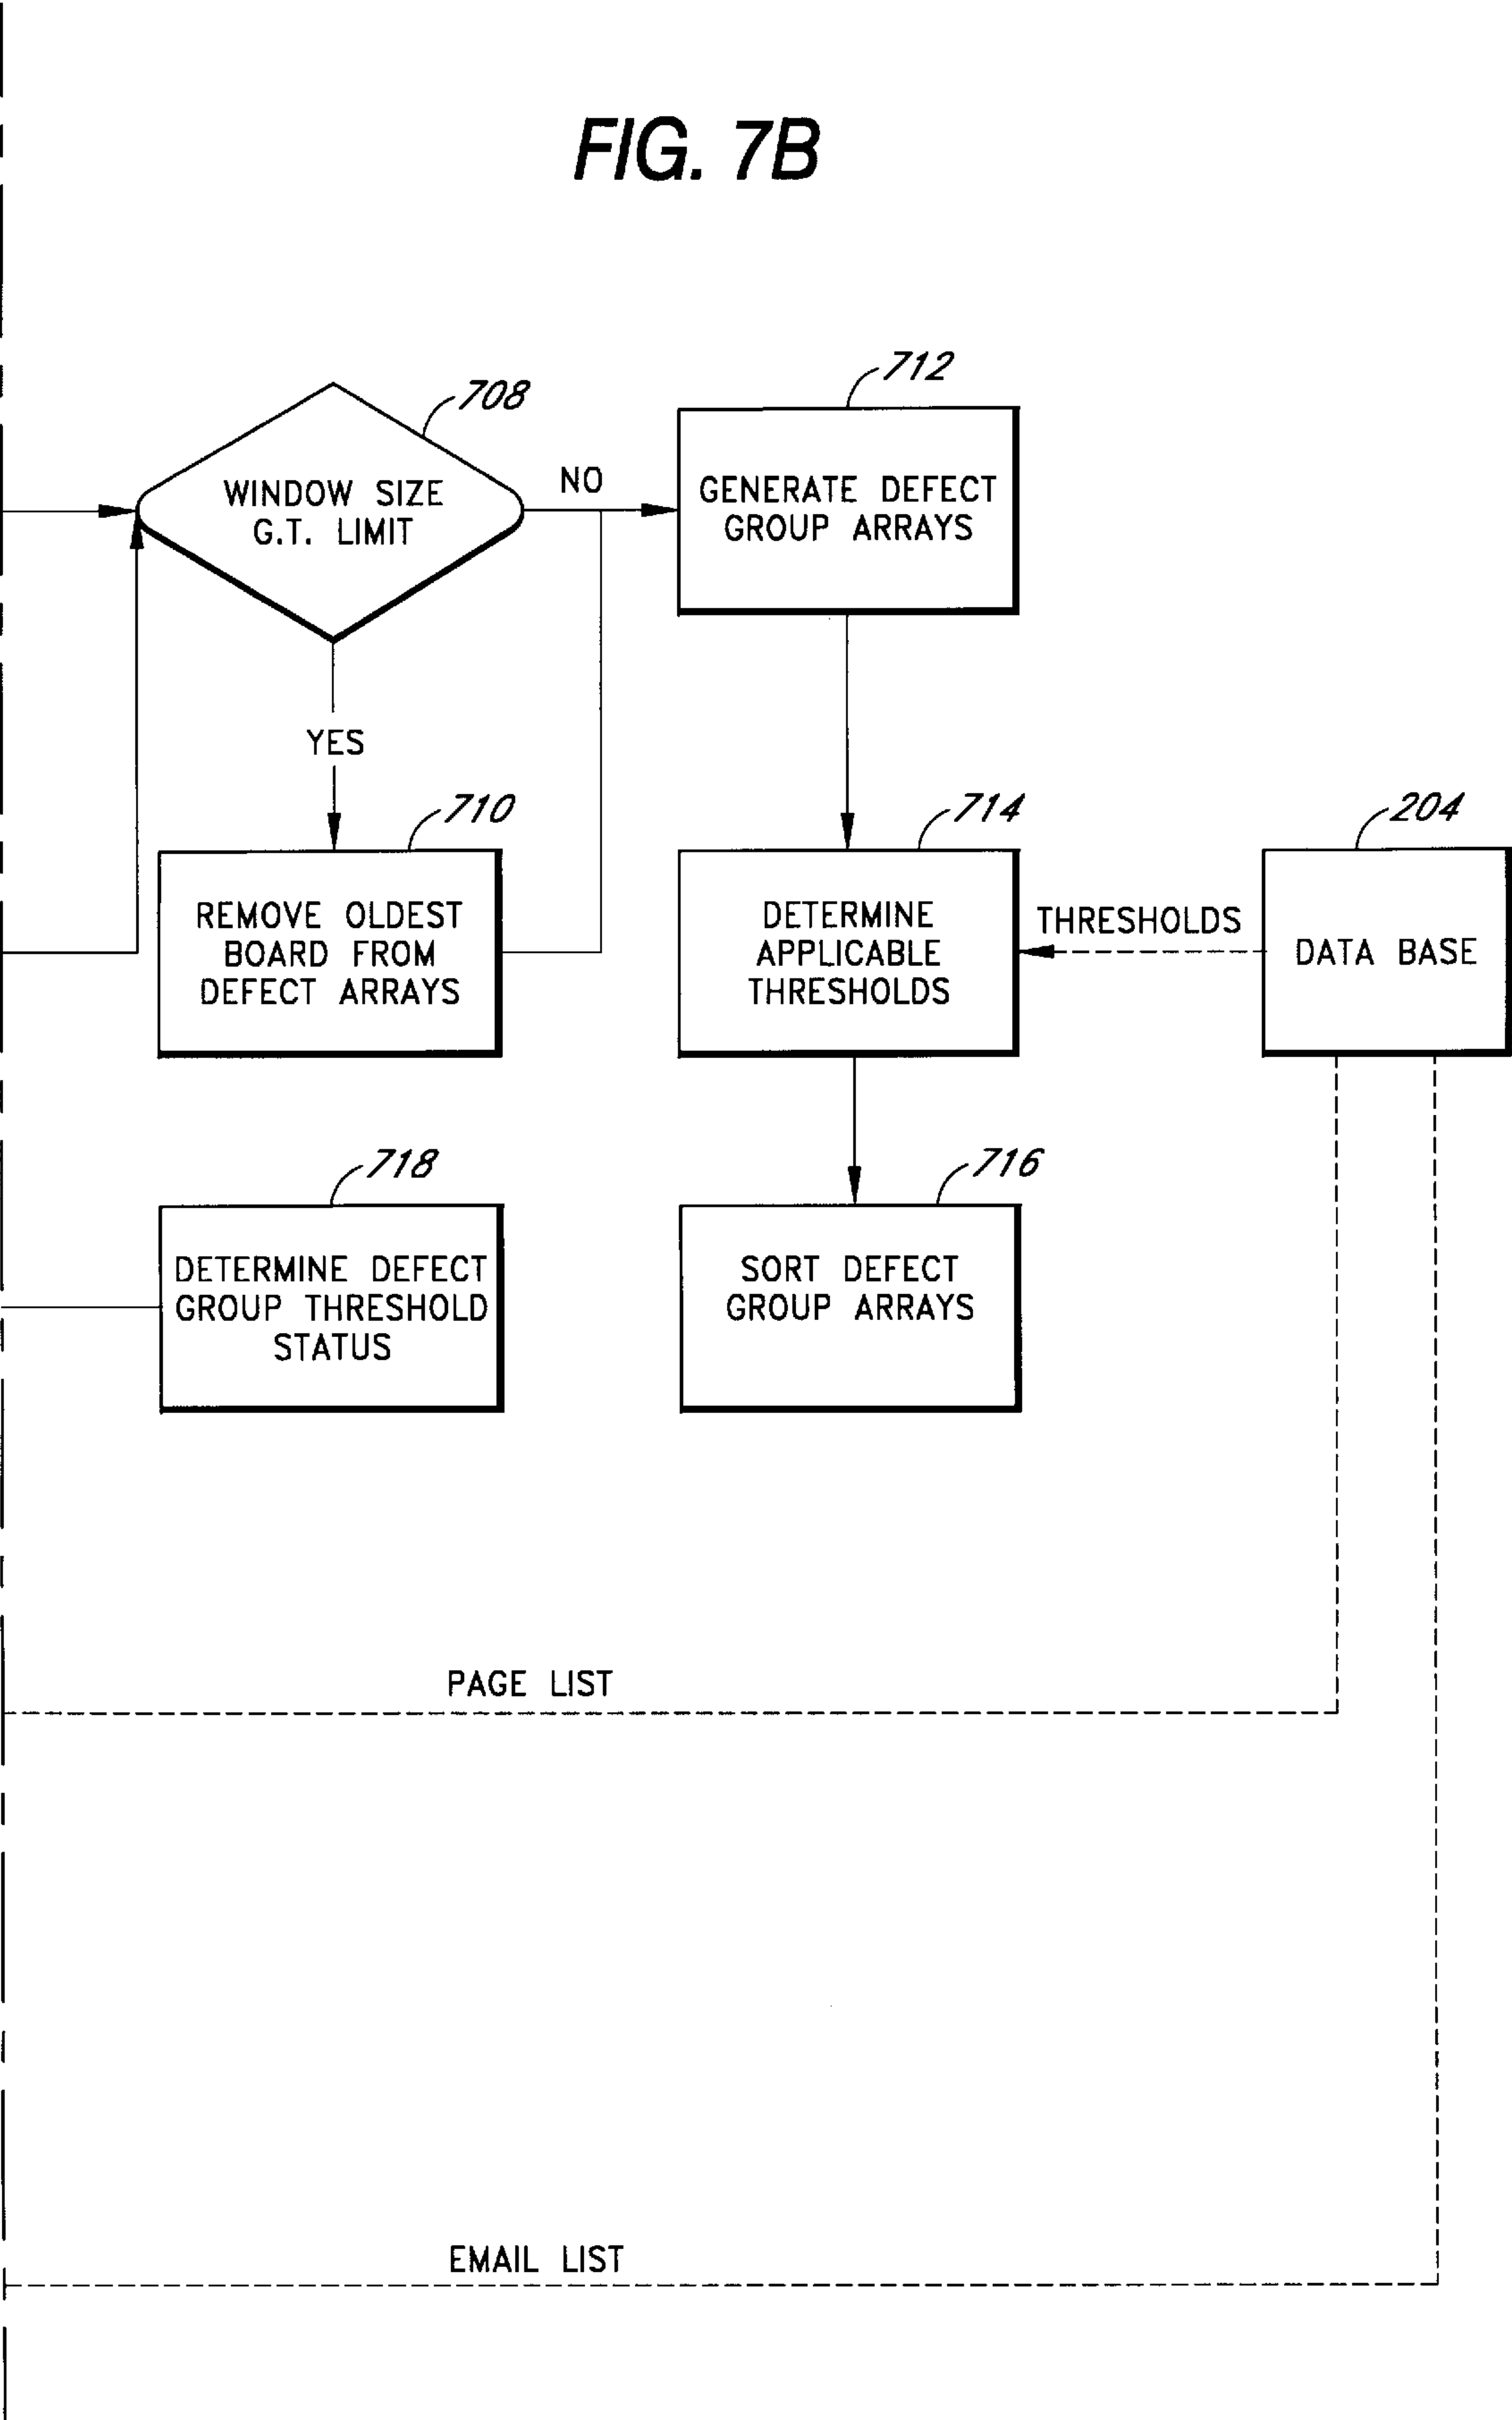 FIG. 7B
708
WINDOW SIZE
G.T. LIMIT
NO
712
GENERATE DEFECT
GROUP ARRAYS
YES
710
REMOVE OLDEST
BOARD FROM
DEFECT ARRAYS
714
DETERMINE
APPLICABLE
THRESHOLDS
THRESHOLDS
204
DATA BASE
718
DETERMINE DEFECT
GROUP THRESHOLD
STATUS
716
SORT DEFECT
GROUP ARRAYS
PAGE LIST
EMAIL LIST